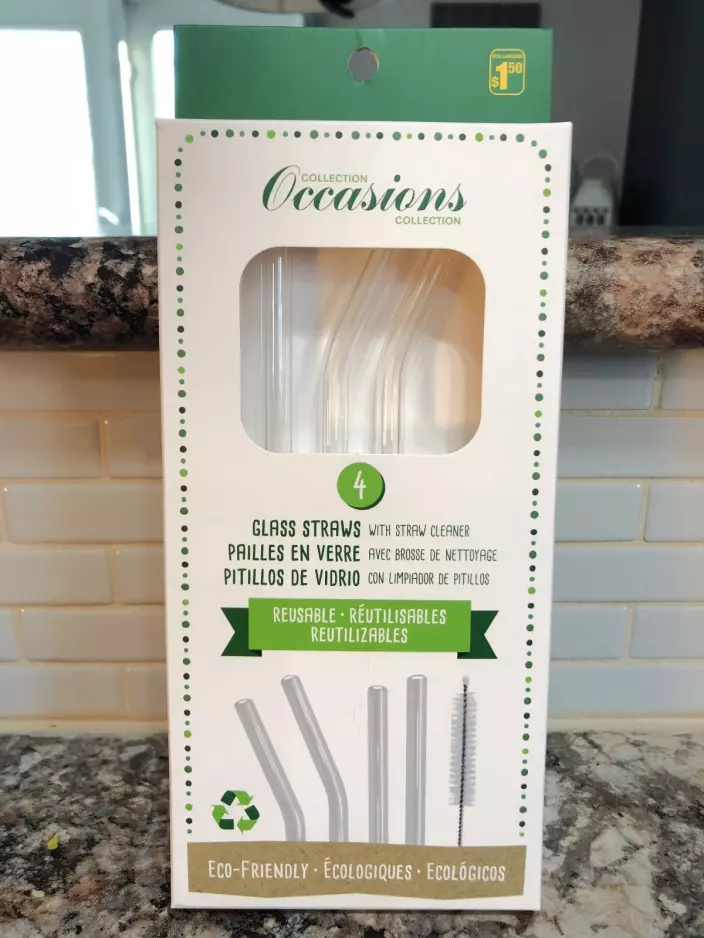 DOLLARAMA
$1.50
COLLECTION
Occasions
COLLECTION
4
GLASS STRAWS WITH STRAW CLEANER
PAILLES EN VERRE AVEC BROSSE DE NETTOYAGE
PITILLOS DE VIDRIO CON LIMPIADOR DE PITILLOS
REUSABLE · RÉUTILISABLES
REUTILIZABLES
ECO-FRIENDLY · ÉCOLOGIQUES · ECOLÓGICOS